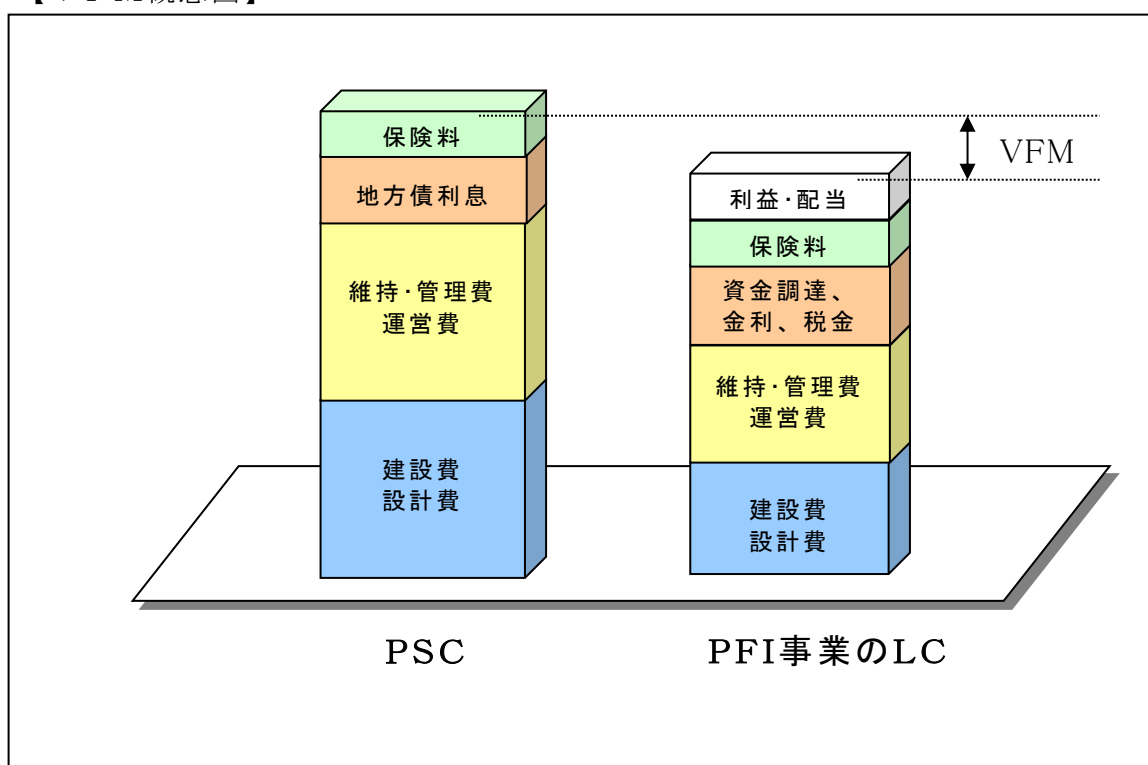 保険料
地方債利息
維持･管理費
運営費
建設費
設計費
VFM
利益･配当
保険料
資金調達、
金利、税金
維持･管理費
運営費
建設費
設計費
PSC
PFI事業のLC